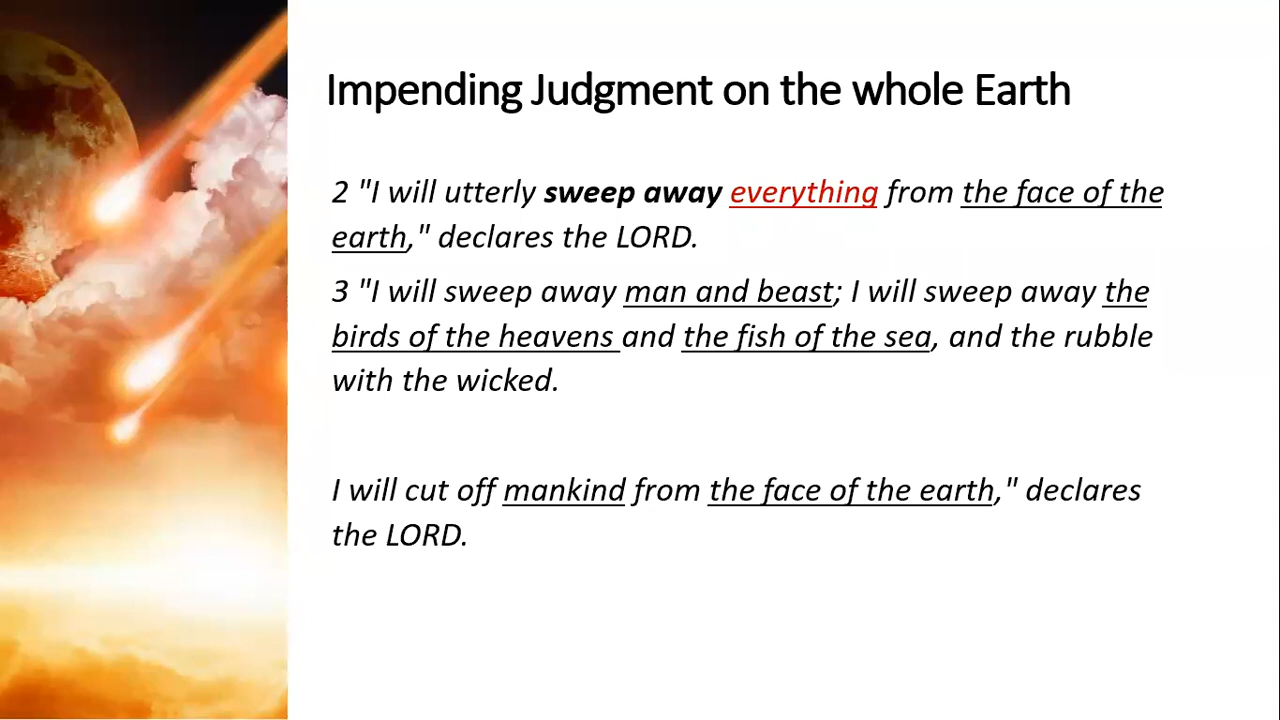 Impending Judgment on the whole Earth
2 "I will utterly sweep away everything from the face of the
earth," declares the LORD.
3 "I will sweep away man and beast; I will sweep away the
birds of the heavens and the fish of the sea, and the rubble
with the wicked.
I will cut off mankind from the face of the earth," declares
the LORD.